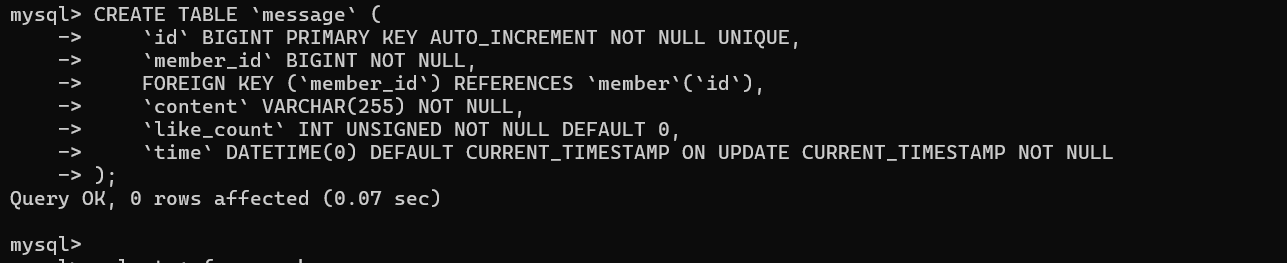 mysql> CREATE TABLE `message` (
    ->     `id` BIGINT PRIMARY KEY AUTO_INCREMENT NOT NULL UNIQUE,
    ->     `member_id` BIGINT NOT NULL,
    ->     FOREIGN KEY (`member_id`) REFERENCES `member`(`id`),
    ->     `content` VARCHAR(255) NOT NULL,
    ->     `like_count` INT UNSIGNED NOT NULL DEFAULT 0,
    ->     `time` DATETIME(0) DEFAULT CURRENT_TIMESTAMP ON UPDATE CURRENT_TIMESTAMP NOT NULL
    -> );
Query OK, 0 rows affected (0.07 sec)
mysql>